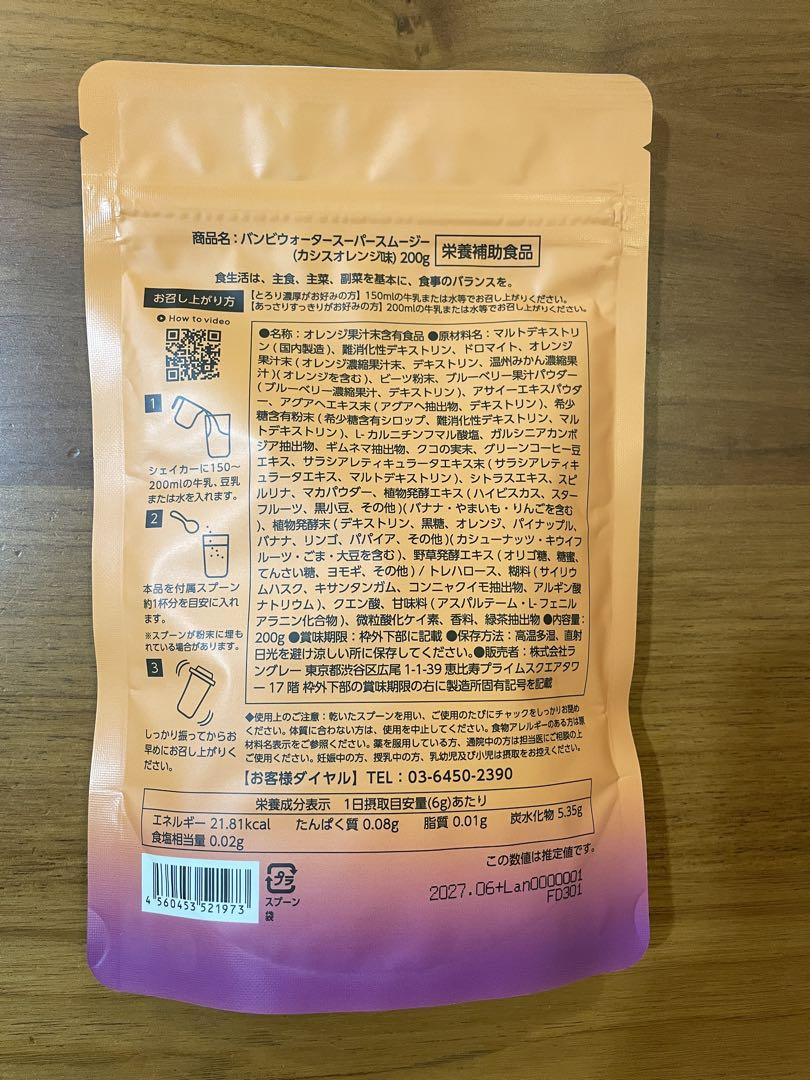 商品名：バンビウォータースーパースムージー
(カシスオレンジ味) 200g
栄養補助食品
食生活は、主食、主菜、副菜を基本に、食事のバランスを。
お召し上がり方
【とろり濃厚がお好みの方】150mlの牛乳または水等でお召し上がりください。
【あっさりすっきりがお好みの方】200mlの牛乳または水等でお召し上がりください。
How to video
1
シェイカーに150〜
200mlの牛乳、豆乳
または水を入れます。
2
本品を付属スプーン
約1杯分を目安に入れ
ます。
※スプーンが粉末に埋も
れている場合があります。
3
しっかり振ってからお
早めにお召し上がりく
ださい。
●名称：オレンジ果汁末含有食品 ●原材料名：マルトデキストリ
ン(国内製造)、難消化性デキストリン、ドロマイト、オレンジ
果汁末(オレンジ濃縮果汁末、デキストリン、温州みかん濃縮果
汁)(オレンジを含む)、ビーツ粉末、ブルーベリー果汁パウダー
(ブルーベリー濃縮果汁、デキストリン)、アサイーエキスパウダ
ー、アグアヘエキス末(アグアヘ抽出物、デキストリン)、希少
糖含有粉末(希少糖含有シロップ、難消化性デキストリン、マル
トデキストリン)、L-カルニチンフマル酸塩、ガルシニアカンボ
ジア抽出物、ギムネマ抽出物、クコの実末、グリーンコーヒー豆
エキス、サラシアレティキュラータエキス末(サラシアレティキ
ュラータエキス、マルトデキストリン)、シトラスエキス、スピ
ルリナ、マカパウダー、植物発酵エキス(ハイビスカス、スター
フルーツ、黒小豆、その他)(バナナ・やまいも・りんごを含む
)、植物発酵末(デキストリン、黒糖、オレンジ、パイナップル、
バナナ、リンゴ、パパイア、その他)(カシューナッツ・キウイフ
ルーツ・ごま・大豆を含む)、野草発酵エキス(オリゴ糖、糖蜜、
てんさい糖、ヨモギ、その他)/トレハロース、糊料(サイリウ
ムハスク、キサンタンガム、コンニャクイモ抽出物、アルギン酸
ナトリウム)、クエン酸、甘味料(アスパルテーム・L-フェニル
アラニン化合物)、微粒酸化ケイ素、香料、緑茶抽出物 ●内容量：
200g ●賞味期限：枠外下部に記載 ●保存方法：高温多湿、直射
日光を避け涼しい所に保存してください。●販売者：株式会社ラ
ングレー 東京都渋谷区広尾 1-1-39 恵比寿プライムスクエアタワ
ー 17 階 枠外下部の賞味期限の右に製造所固有記号を記載
◆使用上のご注意：乾いたスプーンを用い、ご使用のたびにチャックをしっかりお閉め
ください。体質に合わない方は、使用を中止してください。食物アレルギーのある方は原
材料名表示をご参照ください。薬を服用している方、通院中の方は担当医にご相談の上
ご使用ください。妊娠中の方、授乳中の方、乳幼児及び小児は摂取をお控えください。
【お客様ダイヤル】TEL：03-6450-2390
栄養成分表示 1日摂取目安量(6g)あたり
エネルギー 21.81kcal たんぱく質 0.08g 脂質 0.01g 炭水化物 5.35g
食塩相当量 0.02g
この数値は推定値です。
4 560453 521973
プラ
スプーン
袋
2027.06+Lan0000001
FD301